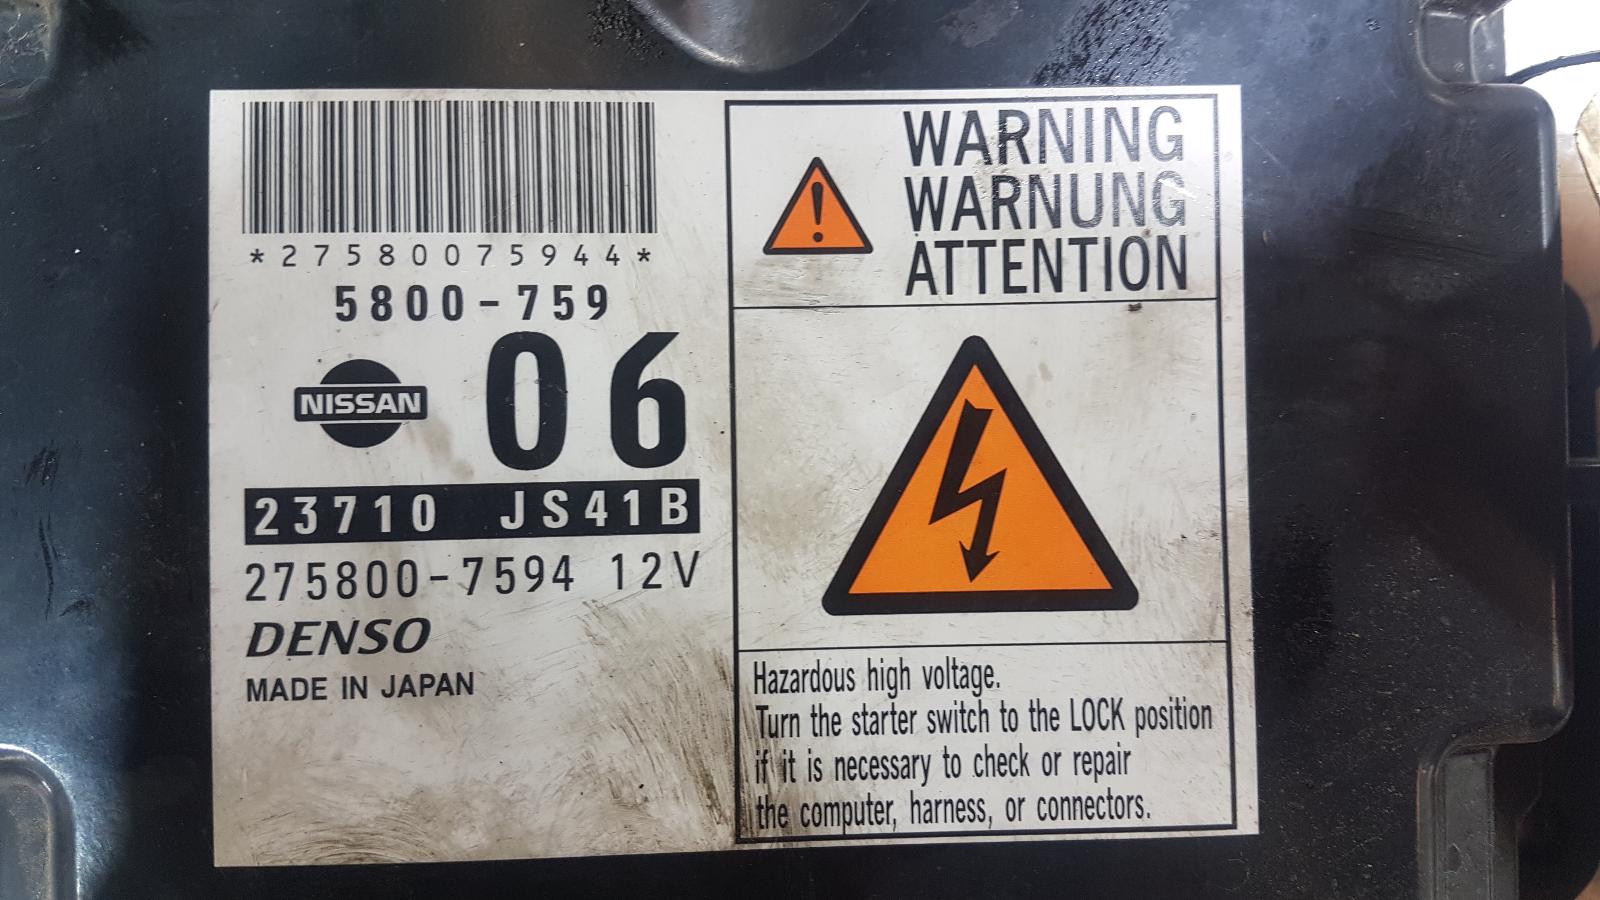 *27580075944*
5800-759
NISSAN 06
23710 JS41B
275800-7594 12V
DENSO
MADE IN JAPAN
WARNING
WARNUNG
ATTENTION
Hazardous high voltage.
Turn the starter switch to the LOCK position
if it is necessary to check or repair
the computer, harness, or connectors.